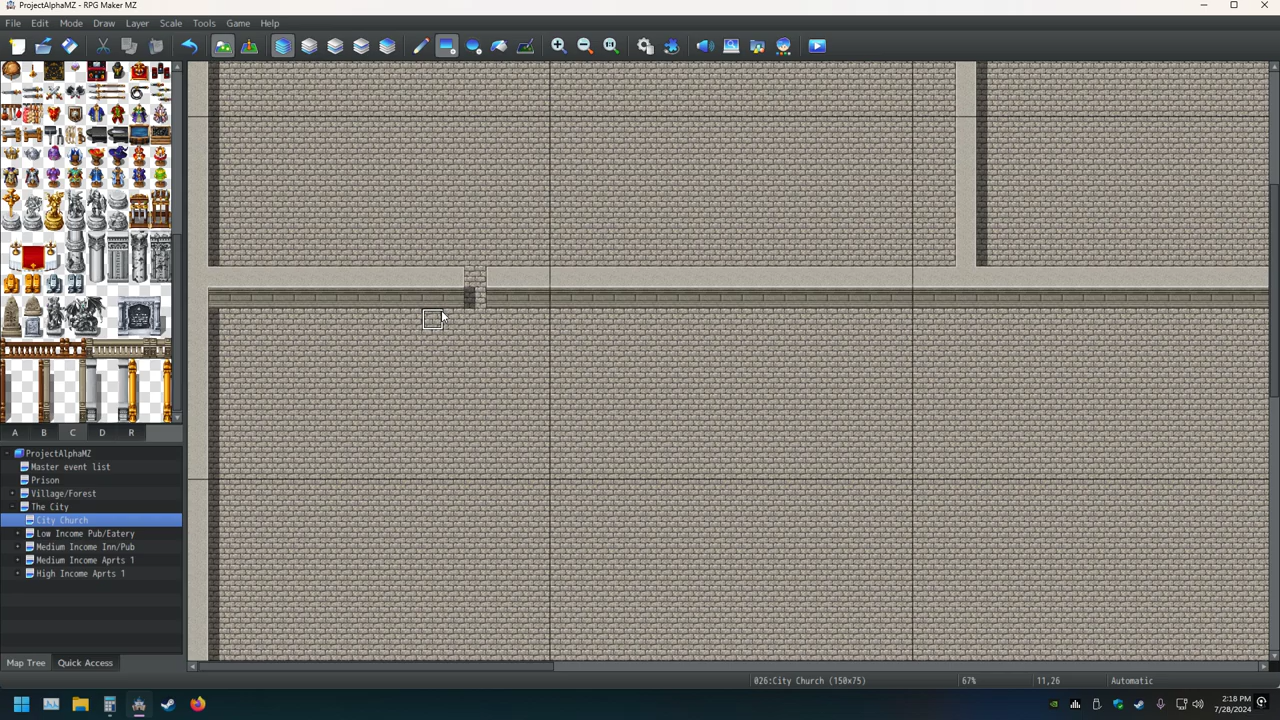 ProjectAlphaMZ - RPG Maker MZ
File Edit Mode Draw Layer Scale Tools Game Help
A B C D R
ProjectAlphaMZ
Master event list
Prison
Village/Forest
The City
City Church
Low Income Pub/Eatery
Medium Income Inn/Pub
Medium Income Aprts 1
High Income Aprts 1
Map Tree Quick Access
026:City Church (150x75) 67% 11,26 Automatic
2:18 PM
7/28/2024